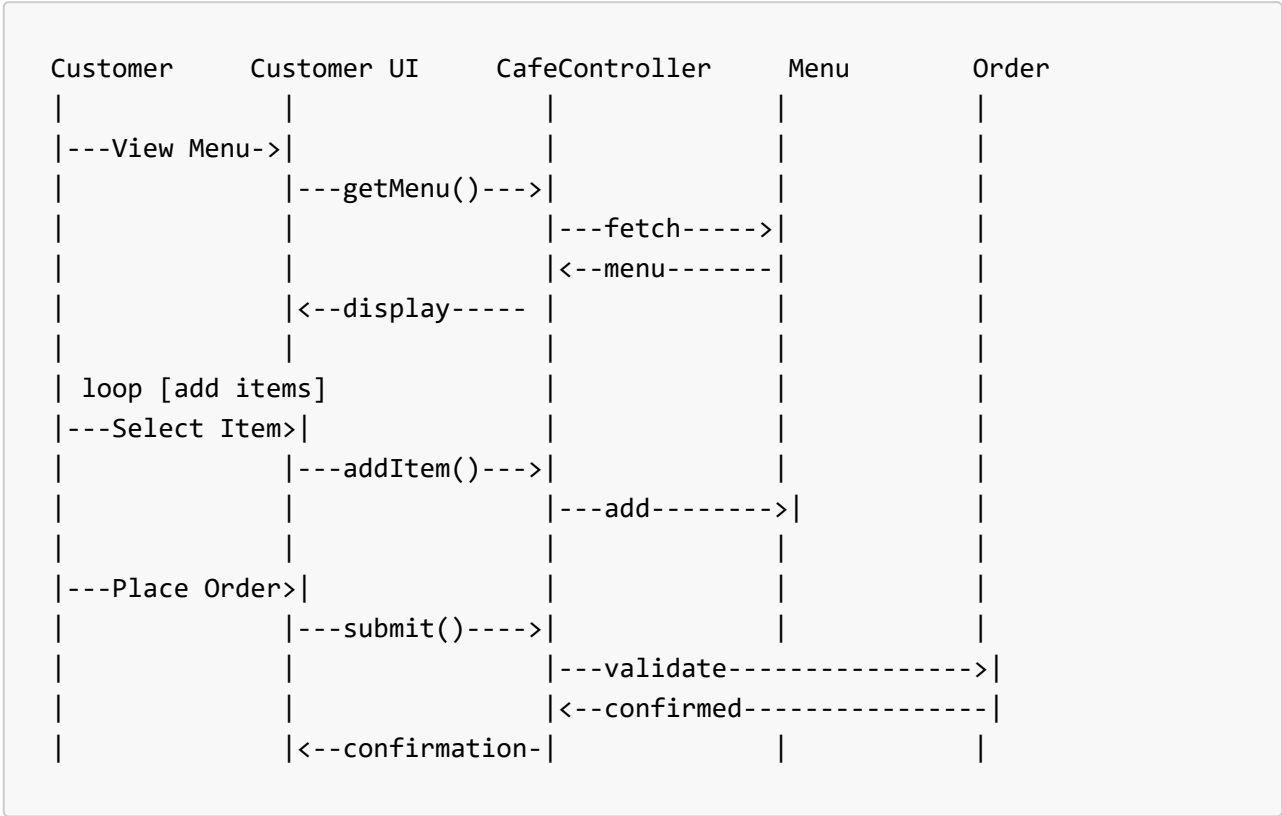 Customer     Customer UI     CafeController     Menu        Order
|              |                |              |            |
|---View Menu->|                |              |            |
|              |---getMenu()--->|              |            |
|              |                |---fetch----->|            |
|              |                |<--menu-------|            |
|              |<--display----- |              |            |
|              |                |              |            |
| loop [add items]              |              |            |
|---Select Item>|               |              |            |
|              |---addItem()--->|              |            |
|              |                |---add-------->|           |
|              |                |              |            |
|---Place Order>|               |              |            |
|              |---submit()---->|              |            |
|              |                |---validate---------------->|
|              |                |<--confirmed----------------|
|              |<--confirmation-|              |            |